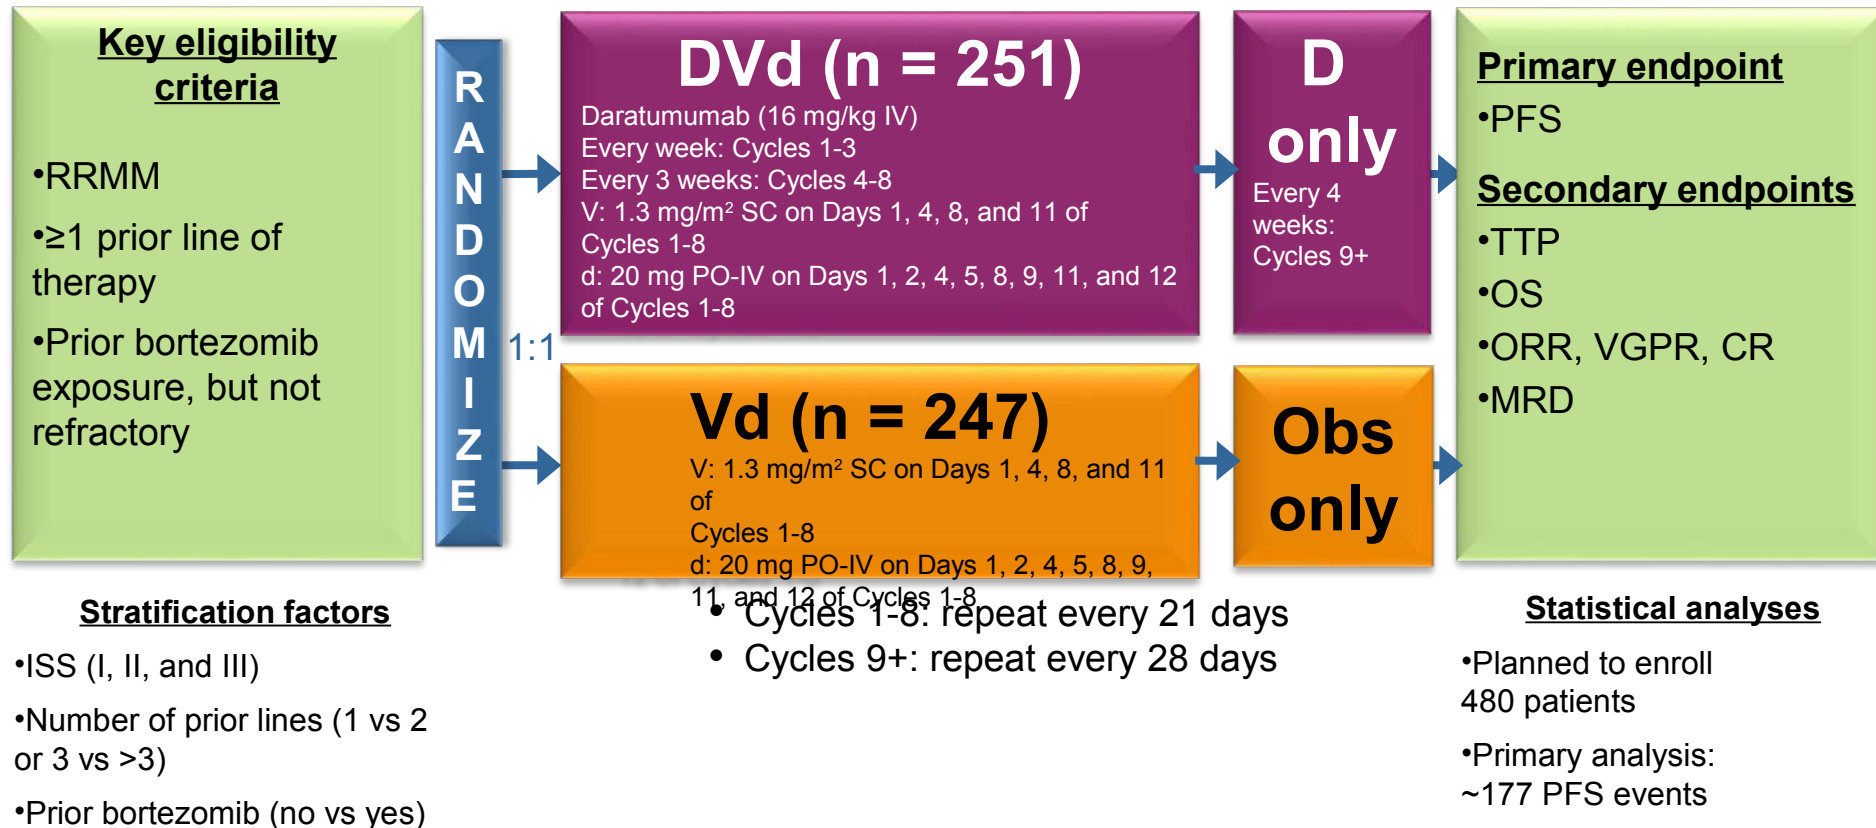 Key eligibility
criteria
•RRMM
•≥1 prior line of
therapy
•Prior bortezomib
exposure, but not
refractory
RANDOMIZE
1:1
DVd (n = 251)
Daratumumab (16 mg/kg IV)
Every week: Cycles 1-3
Every 3 weeks: Cycles 4-8
V: 1.3 mg/m² SC on Days 1, 4, 8, and 11 of
Cycles 1-8
d: 20 mg PO-IV on Days 1, 2, 4, 5, 8, 9, 11, and 12
of Cycles 1-8
D
only
Every 4
weeks:
Cycles 9+
Vd (n = 247)
V: 1.3 mg/m² SC on Days 1, 4, 8, and 11
of
Cycles 1-8
d: 20 mg PO-IV on Days 1, 2, 4, 5, 8, 9,
11, and 12 of Cycles 1-8
Obs
only
• Cycles 1-8: repeat every 21 days
• Cycles 9+: repeat every 28 days
Primary endpoint
•PFS
Secondary endpoints
•TTP
•OS
•ORR, VGPR, CR
•MRD
Stratification factors
•ISS (I, II, and III)
•Number of prior lines (1 vs 2
or 3 vs >3)
•Prior bortezomib (no vs yes)
Statistical analyses
•Planned to enroll
480 patients
•Primary analysis:
~177 PFS events